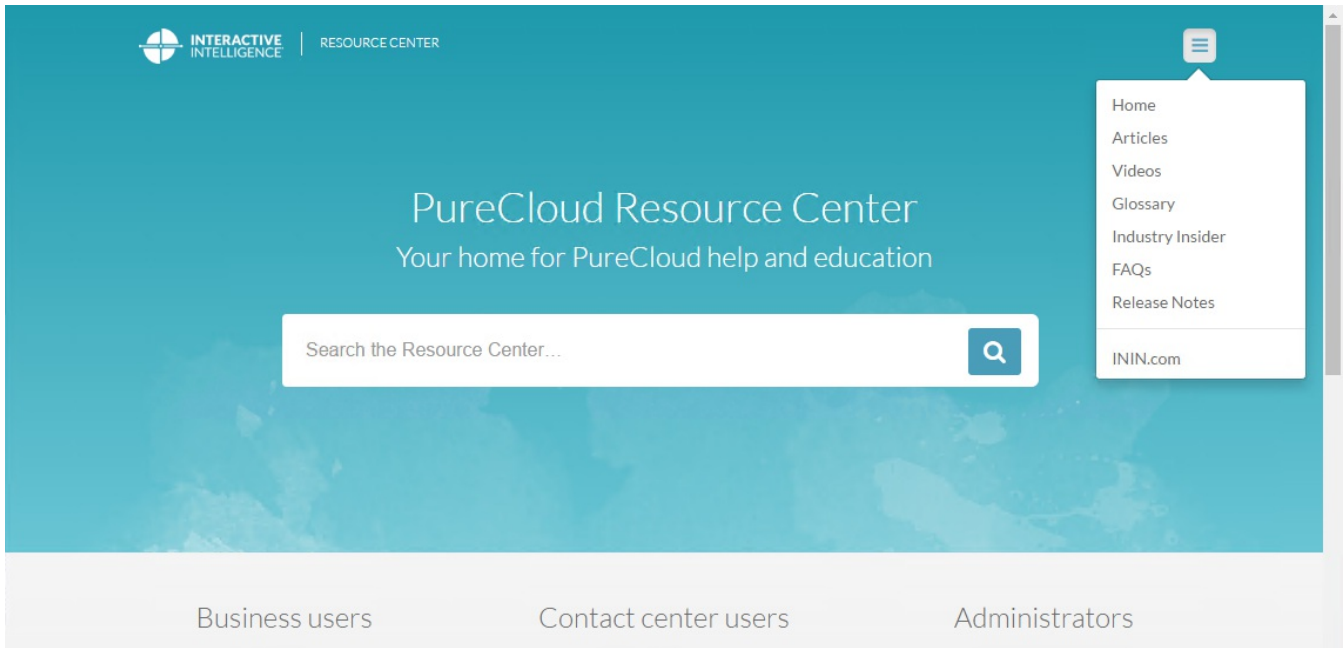 INTERACTIVE
INTELLIGENCE
RESOURCE CENTER
Home
Articles
Videos
Glossary
Industry Insider
FAQs
Release Notes
ININ.com
PureCloud Resource Center
Your home for PureCloud help and education
Search the Resource Center...
Business users
Contact center users
Administrators